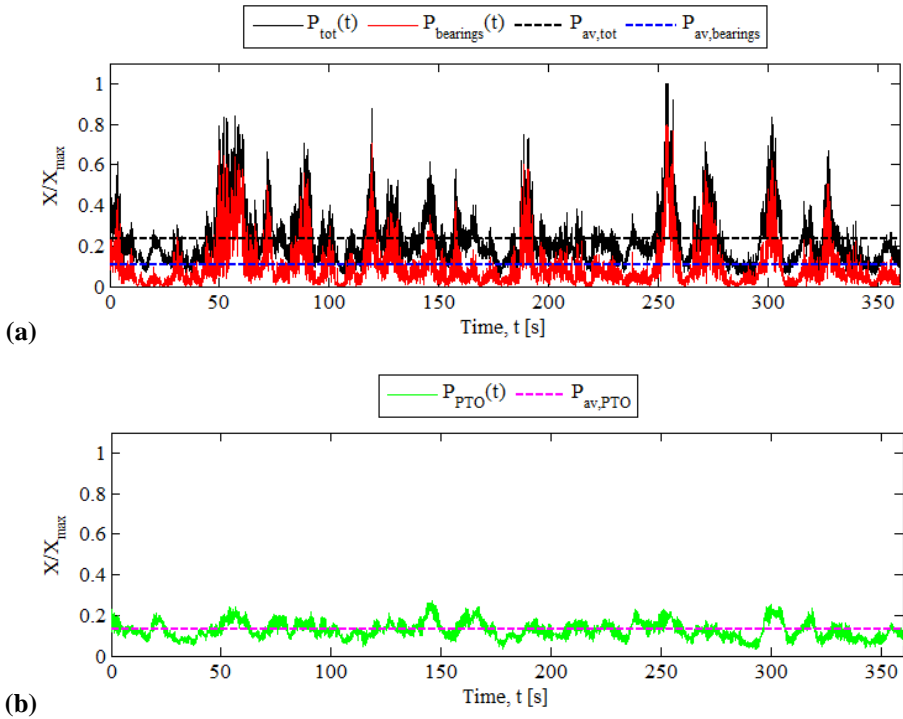 P_tot(t) P_bearings(t) P_av,tot P_av,bearings
1
0.8
0.6
0.4
0.2
0
X/X_max
0 50 100 150 200 250 300 350
Time, t [s]
(a)
P_PTO(t) P_av,PTO
1
0.8
0.6
0.4
0.2
0
X/X_max
0 50 100 150 200 250 300 350
Time, t [s]
(b)